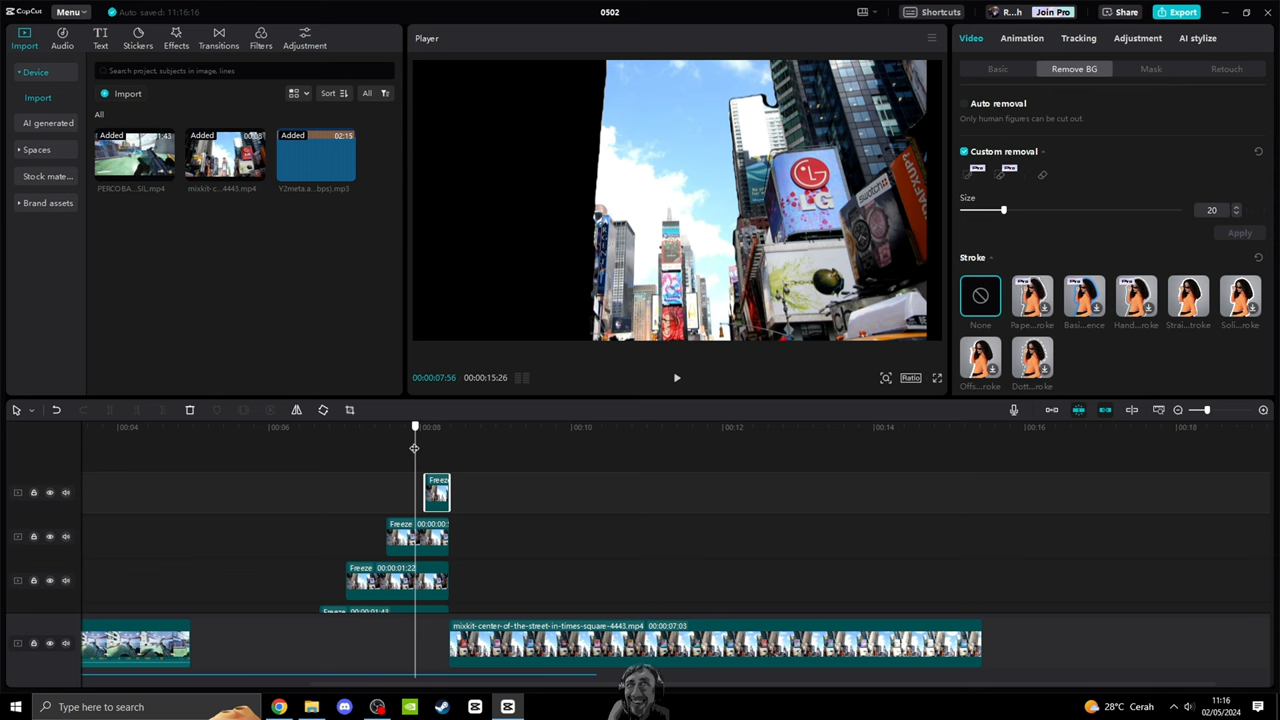 CapCut
Menu
Auto saved: 11:16:16
0502
Shortcuts
R...h
Join Pro
Share
Export
Import
Audio
Text
Stickers
Effects
Transitions
Filters
Adjustment
Player
Video
Animation
Tracking
Adjustment
AI stylize
Device
Search project, subjects in image, lines
Basic
Remove BG
Mask
Retouch
Import
Import
Sort
All
Auto removal
Only human figures can be cut out.
AI generated
All
Spaces
Added
Added
Added
02:15
Custom removal
Stock mate...
Pro
Pro
PERCOBA...SIL.mp4
mixkit-c...4443.mp4
Y2meta.a...bps).mp3
Brand assets
Size
20
Apply
LG
swatch
Stroke
None
Pape...roke
Basi...ence
Hand...roke
Strai...troke
Soli...roke
Offs...roke
Dott...roke
00:00:07:56
00:00:15:26
Ratio
00:04
00:06
00:08
00:10
00:12
00:14
00:16
00:18
Freeze
Freeze
Freeze 00:00:01:22
Freeze 00:00:01:43
mixkit-center-of-the-street-in-times-square-4443.mp4 00:00:07:03
Type here to search
28°C Cerah
11:16
02/05/2024